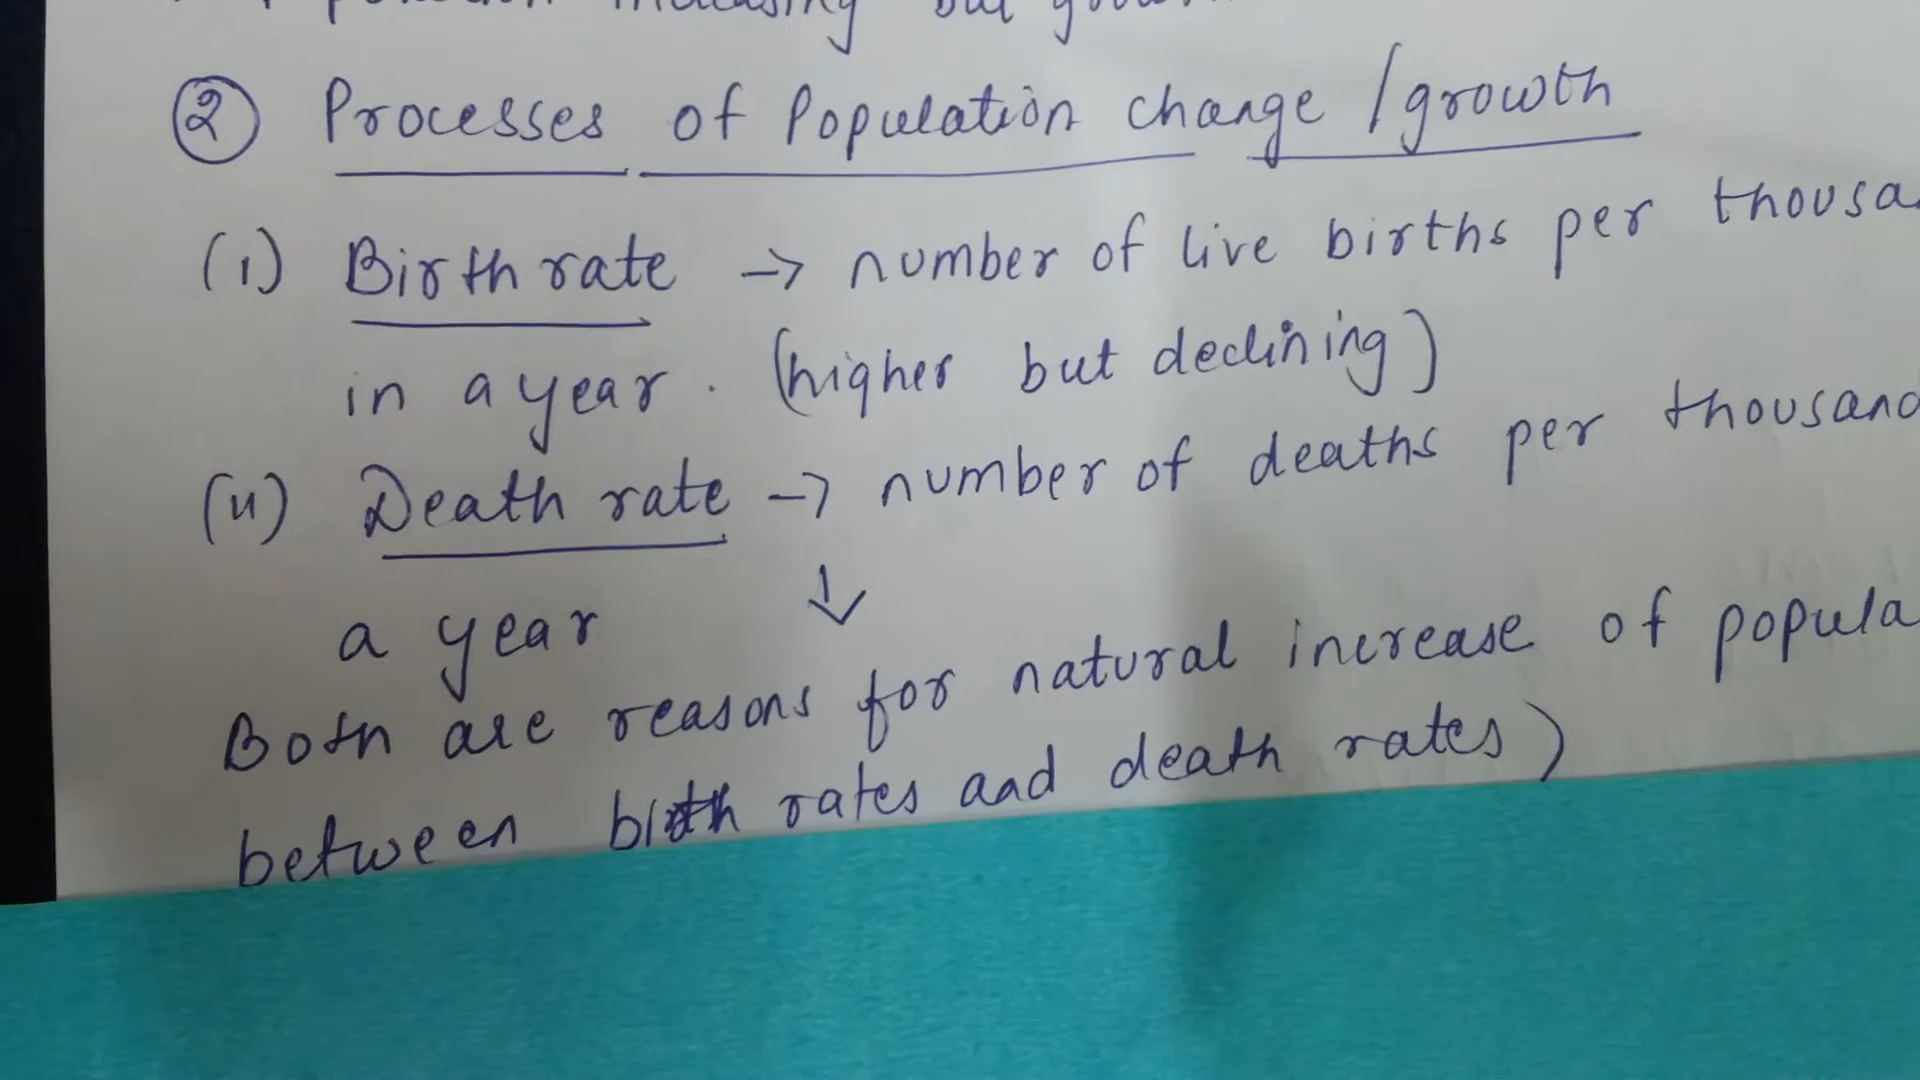 increasing but
② Processes of Population change / growth
(i) Birth rate → number of live births per thousa
in a year. (higher but declining)
(ii) Death rate → number of deaths per thousand
a year ↓
Both are reasons for natural increase of popula
between birth rates and death rates)